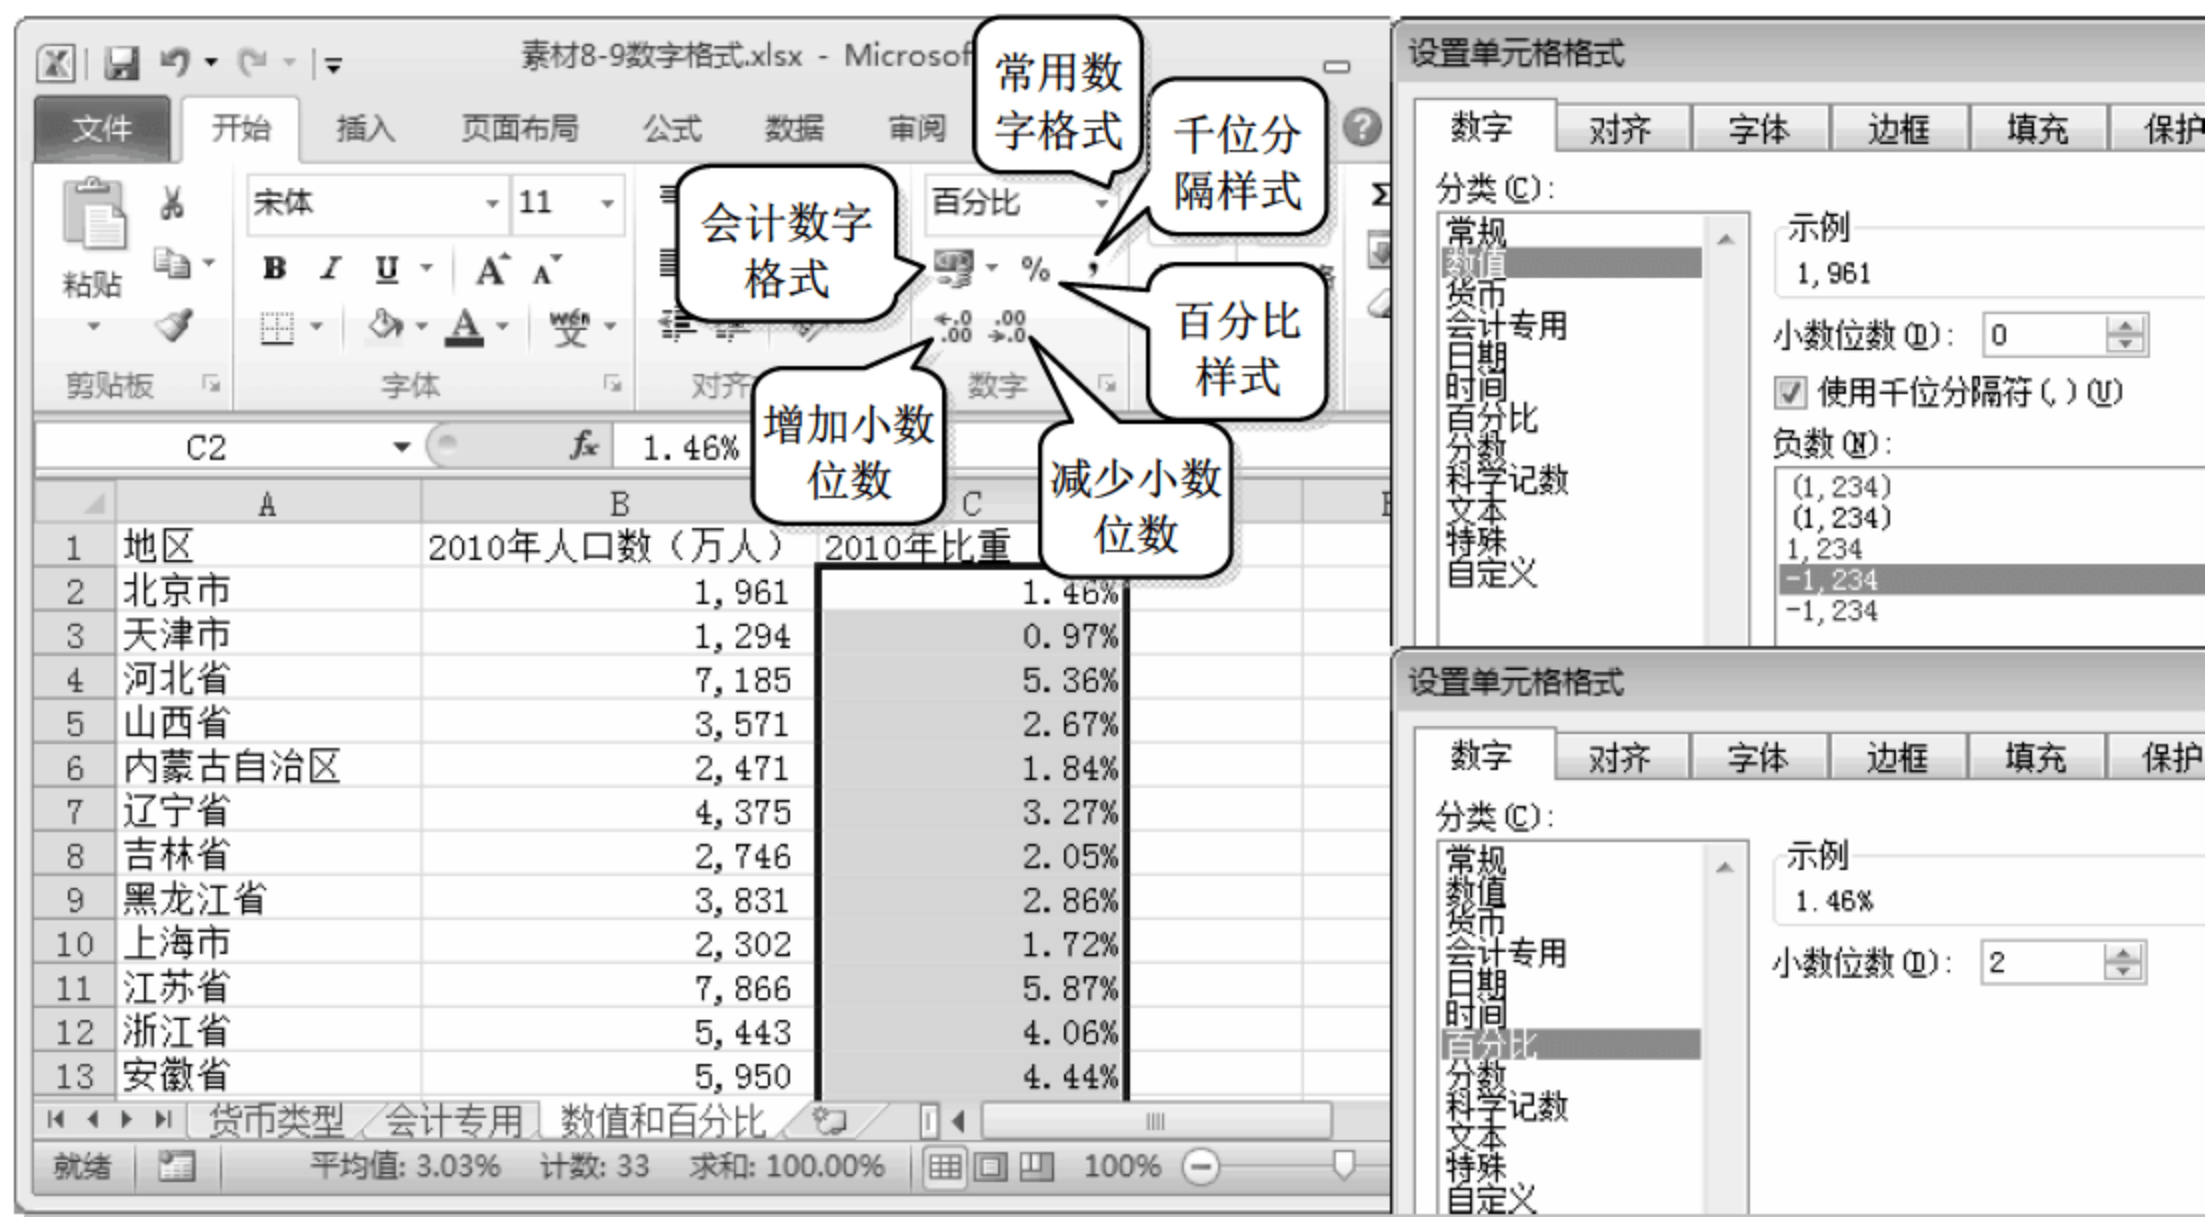 素材8-9数字格式.xlsx - Microsof
文件 开始 插入 页面布局 公式 数据 审阅
常用数
字格式
千位分
隔样式
会计数字
格式
百分比
样式
增加小数
位数
减少小数
位数
粘贴 宋体 11 百分比
B I U A A % ,
A wén 文 ←.0 .00 .00 →.0
剪贴板 字体 对齐 数字
C2 fx 1.46%
A B C
1 地区 2010年人口数（万人） 2010年比重
2 北京市 1,961 1.46%
3 天津市 1,294 0.97%
4 河北省 7,185 5.36%
5 山西省 3,571 2.67%
6 内蒙古自治区 2,471 1.84%
7 辽宁省 4,375 3.27%
8 吉林省 2,746 2.05%
9 黑龙江省 3,831 2.86%
10 上海市 2,302 1.72%
11 江苏省 7,866 5.87%
12 浙江省 5,443 4.06%
13 安徽省 5,950 4.44%
货币类型 会计专用 数值和百分比
就绪 平均值: 3.03% 计数: 33 求和: 100.00% 100%
设置单元格格式
数字 对齐 字体 边框 填充 保护
分类(C):
常规
数值
货币
会计专用
日期
时间
百分比
分数
科学记数
文本
特殊
自定义
示例
1,961
小数位数(D): 0
使用千位分隔符(,)(U)
负数(N):
(1,234)
(1,234)
1,234
-1,234
-1,234
设置单元格格式
数字 对齐 字体 边框 填充 保护
分类(C):
常规
数值
货币
会计专用
日期
时间
百分比
分数
科学记数
文本
特殊
自定义
示例
1.46%
小数位数(D): 2